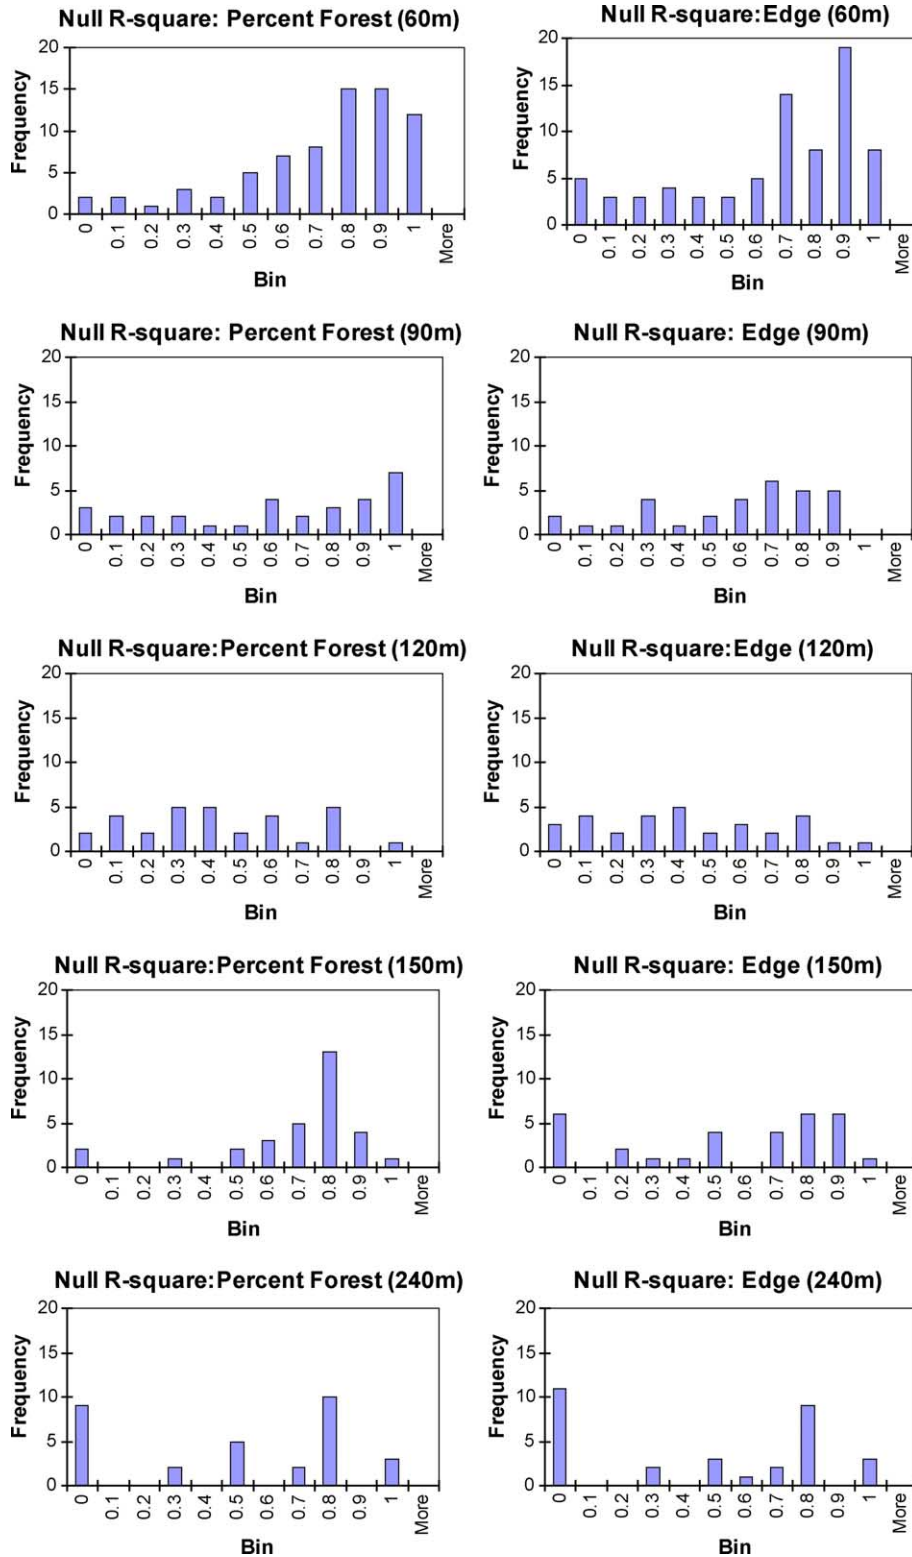 Null R-square: Percent Forest (60m)
Frequency
20
15
10
5
0
0 0.1 0.2 0.3 0.4 0.5 0.6 0.7 0.8 0.9 1 More
Bin
Null R-square: Edge (60m)
Frequency
20
15
10
5
0
0 0.1 0.2 0.3 0.4 0.5 0.6 0.7 0.8 0.9 1 More
Bin
Null R-square: Percent Forest (90m)
Frequency
20
15
10
5
0
0 0.1 0.2 0.3 0.4 0.5 0.6 0.7 0.8 0.9 1 More
Bin
Null R-square: Edge (90m)
Frequency
20
15
10
5
0
0 0.1 0.2 0.3 0.4 0.5 0.6 0.7 0.8 0.9 1 More
Bin
Null R-square: Percent Forest (120m)
Frequency
20
15
10
5
0
0 0.1 0.2 0.3 0.4 0.5 0.6 0.7 0.8 0.9 1 More
Bin
Null R-square: Edge (120m)
Frequency
20
15
10
5
0
0 0.1 0.2 0.3 0.4 0.5 0.6 0.7 0.8 0.9 1 More
Bin
Null R-square: Percent Forest (150m)
Frequency
20
15
10
5
0
0 0.1 0.2 0.3 0.4 0.5 0.6 0.7 0.8 0.9 1 More
Bin
Null R-square: Edge (150m)
Frequency
20
15
10
5
0
0 0.1 0.2 0.3 0.4 0.5 0.6 0.7 0.8 0.9 1 More
Bin
Null R-square: Percent Forest (240m)
Frequency
20
15
10
5
0
0 0.1 0.2 0.3 0.4 0.5 0.6 0.7 0.8 0.9 1 More
Bin
Null R-square: Edge (240m)
Frequency
20
15
10
5
0
0 0.1 0.2 0.3 0.4 0.5 0.6 0.7 0.8 0.9 1 More
Bin